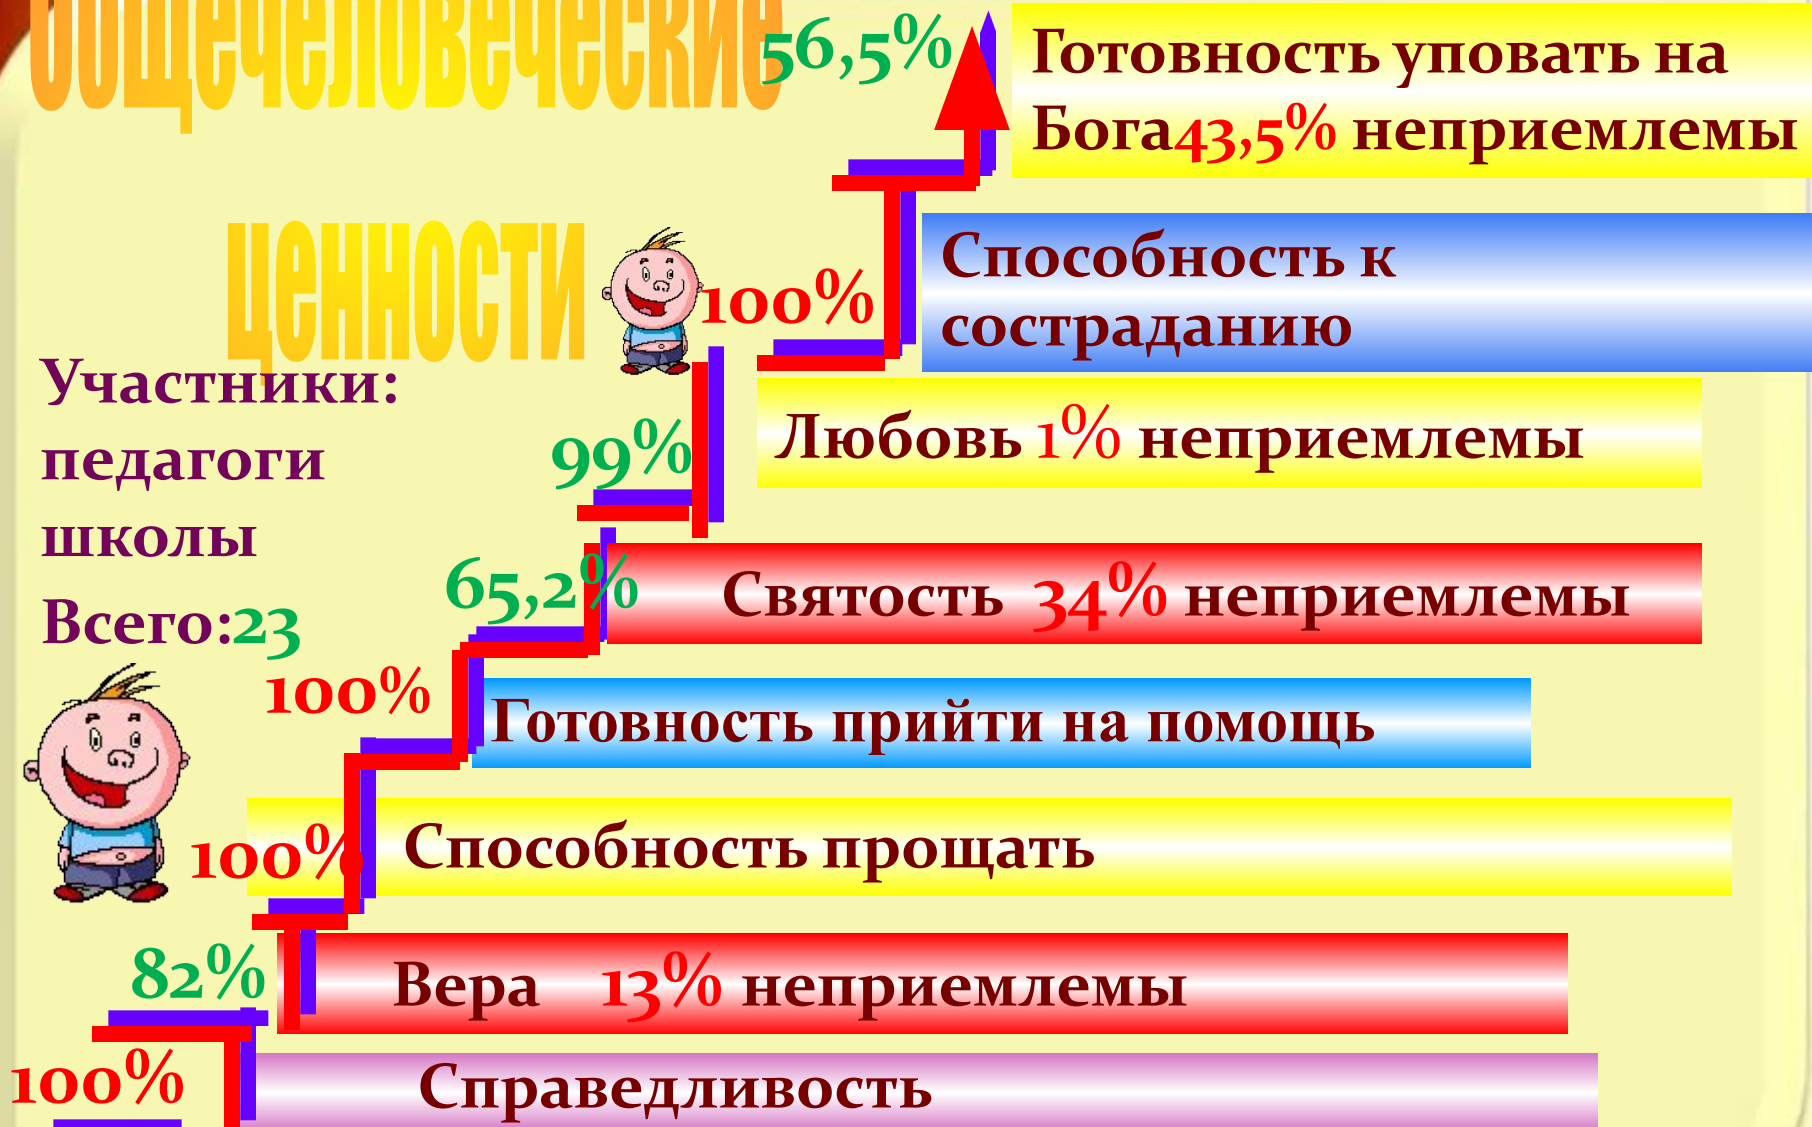 общечеловеческие
ценности
56,5%
Готовность уповать на
Бога43,5% неприемлемы
100%
Способность к
состраданию
Участники:
педагоги
школы
Всего:23
99%
Любовь 1% неприемлемы
65,2%
Святость 34% неприемлемы
100%
Готовность прийти на помощь
100%
Способность прощать
82%
Вера 13% неприемлемы
100%
Справедливость